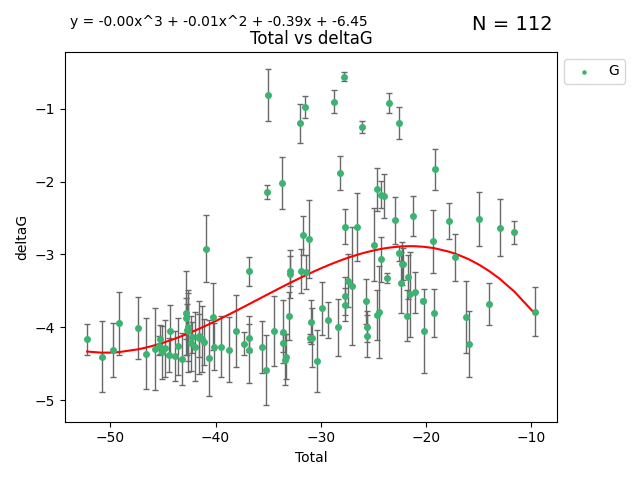 y = -0.00x^3 + -0.01x^2 + -0.39x + -6.45
N = 112
Total vs deltaG
G
deltaG
−1
−2
−3
−4
−5
−50
−40
−30
−20
−10
Total